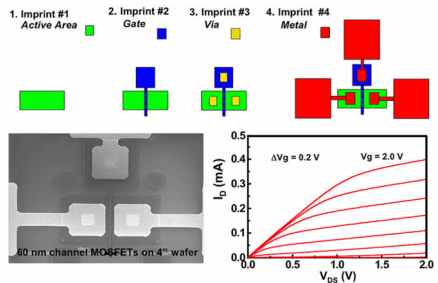 1. Imprint #1
Active Area
2. Imprint #2
Gate
3. Imprint #3
Via
4. Imprint #4
Metal
60 nm channel MOSFETs on 4" wafer
I_D (mA)
0.5
0.4
0.3
0.2
0.1
0.0
ΔVg = 0.2 V
Vg = 2.0 V
0.0
0.5
1.0
1.5
2.0
V_DS (V)